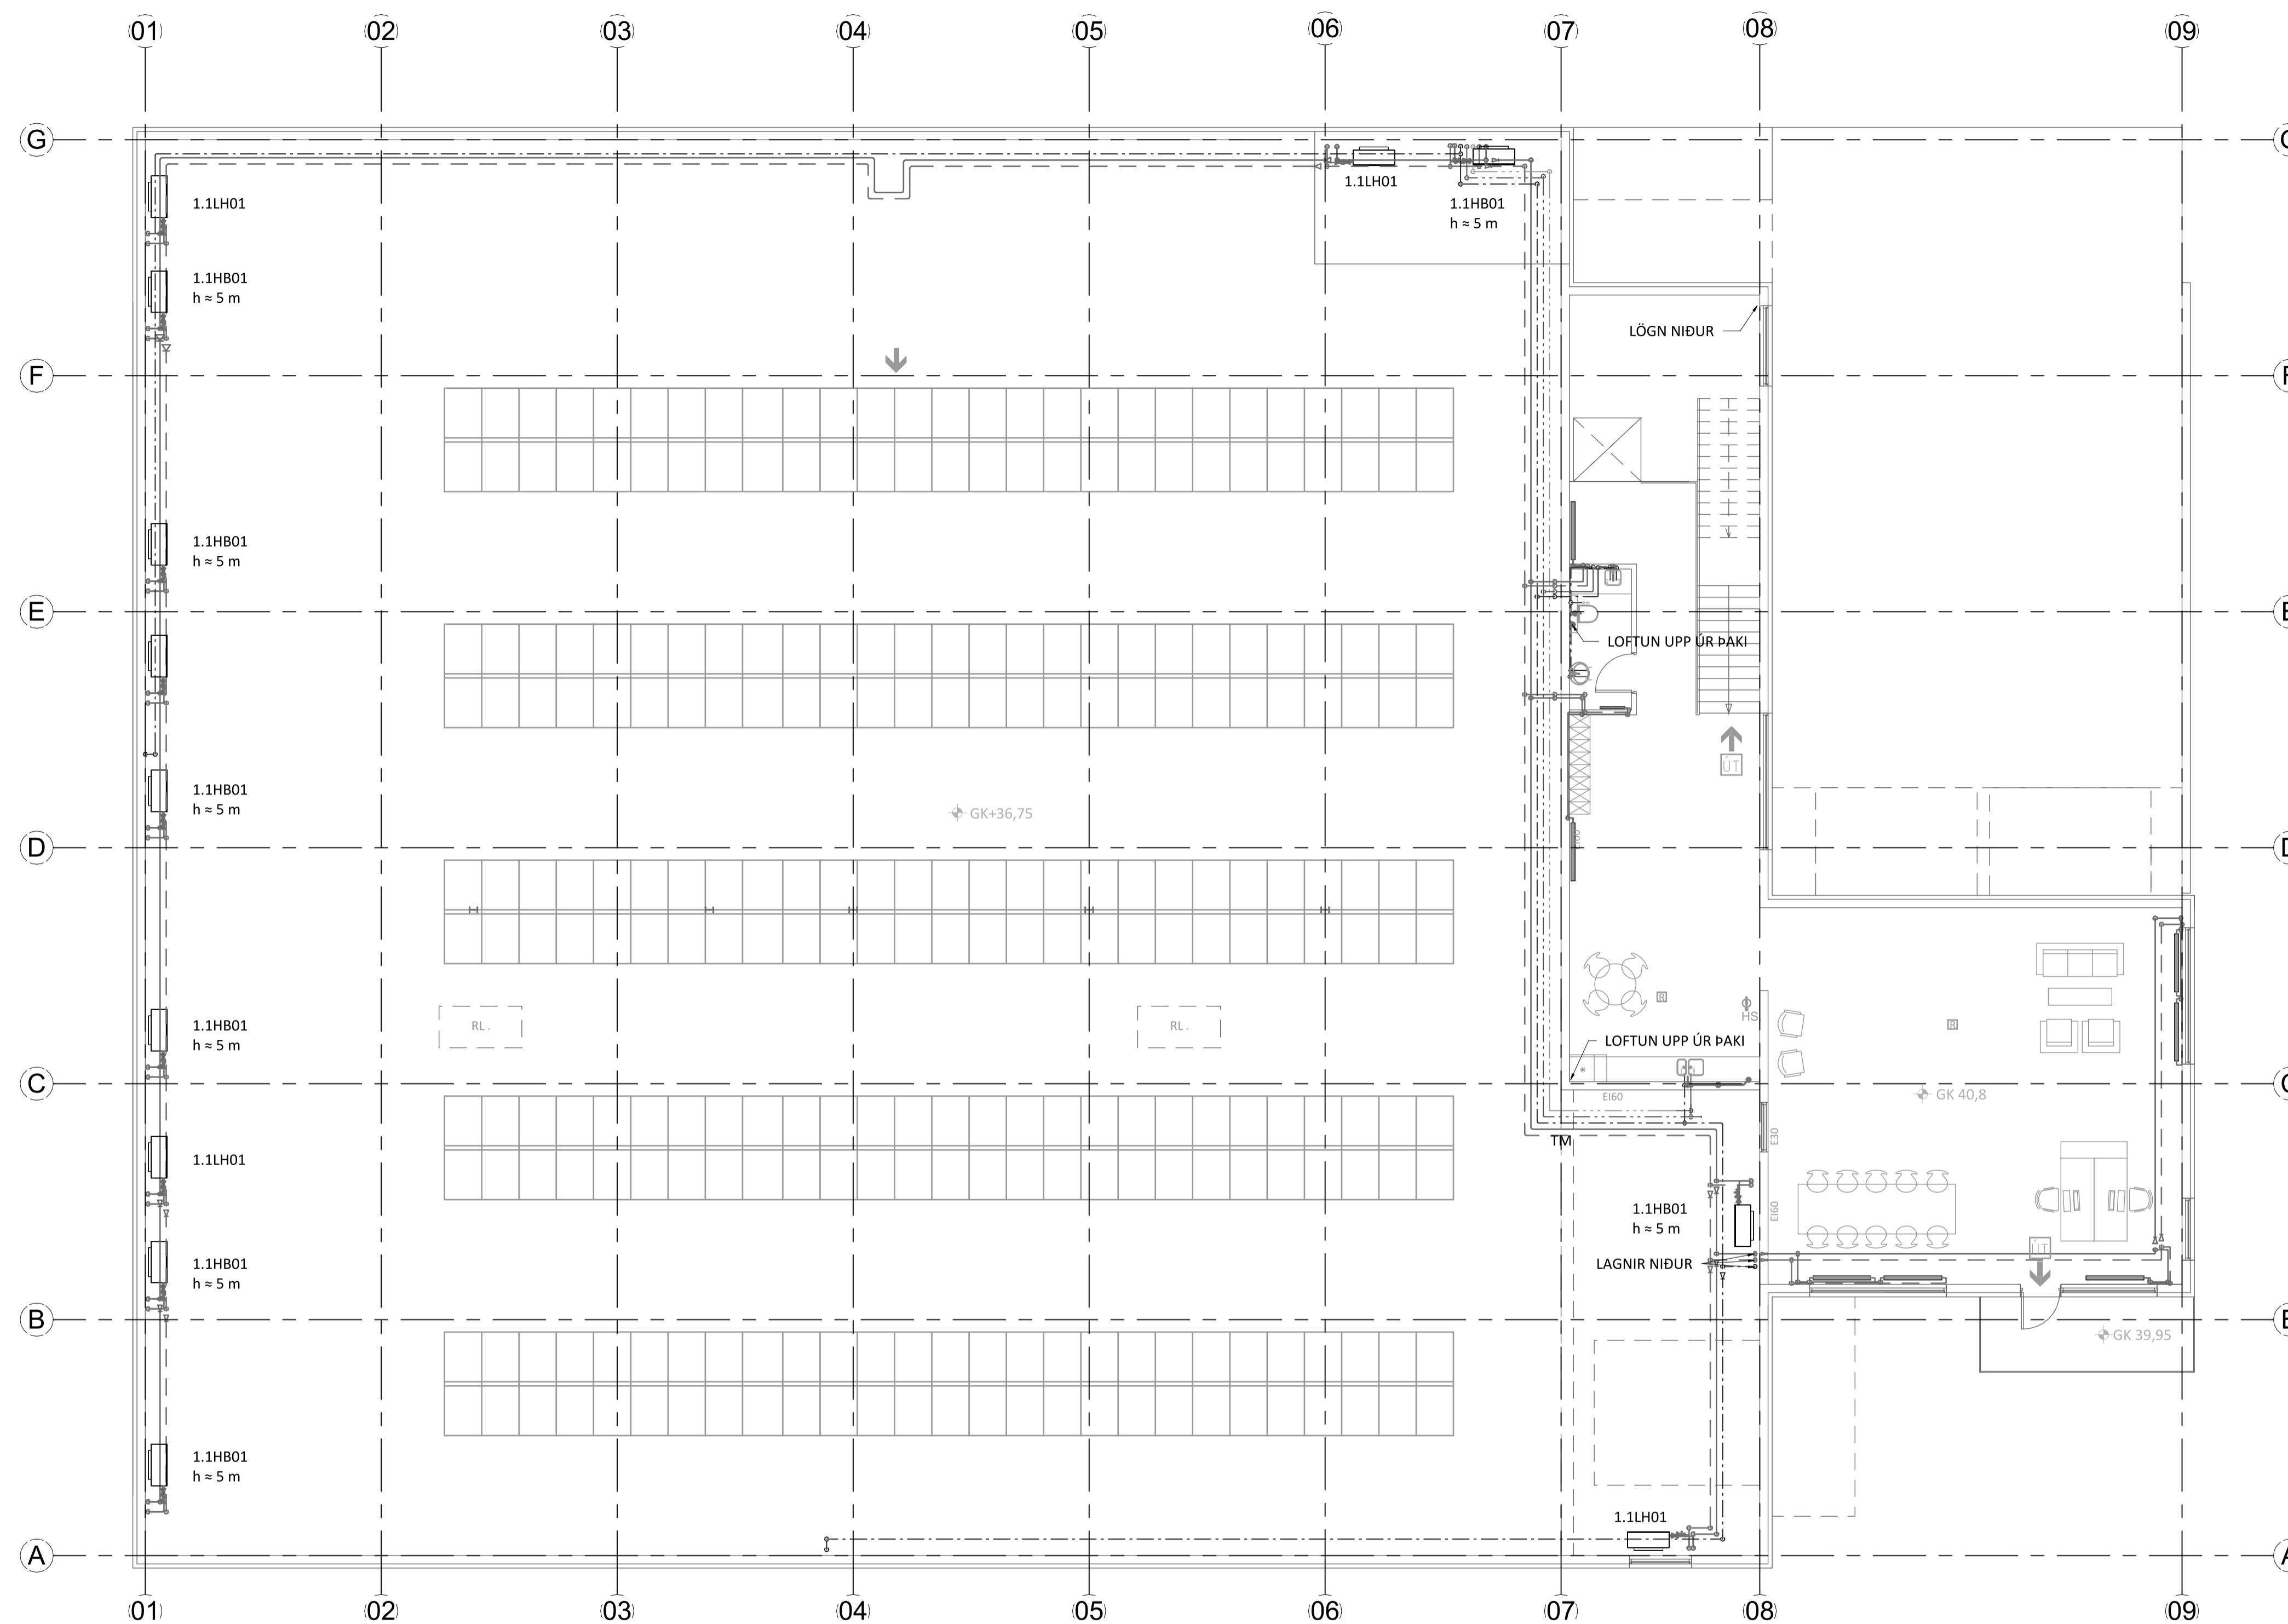 (01) (02) (03) (04) (05) (06) (07) (08) (09)
G
1.1LH01
1.1LH01
1.1HB01
h ≈ 5 m
1.1HB01
h ≈ 5 m
LÖGN NIÐUR
F
1.1HB01
h ≈ 5 m
E
LOFTUN UPP ÚR ÞAKI
ÚT
1.1HB01
h ≈ 5 m
GK+36,75
D
1.1HB01
h ≈ 5 m
RL.
RL.
R
HS
R
LOFTUN UPP ÚR ÞAKI
C
EI60
GK 40,8
TM
E30
1.1LH01
1.1HB01
h ≈ 5 m
EI60
ÚT
1.1HB01
h ≈ 5 m
LAGNIR NIÐUR
B
GK 39,95
1.1HB01
h ≈ 5 m
1.1LH01
A
(01) (02) (03) (04) (05) (06) (07) (08) (09)